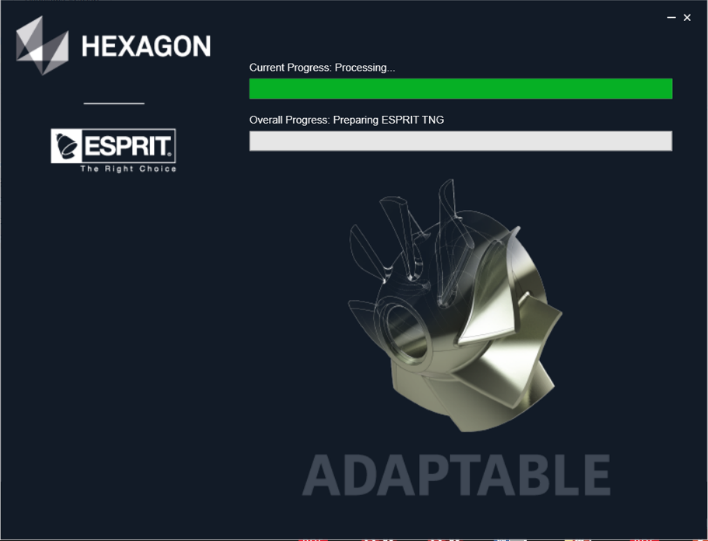 HEXAGON
ESPRIT®
The Right Choice
Current Progress: Processing...
Overall Progress: Preparing ESPRIT TNG
ADAPTABLE